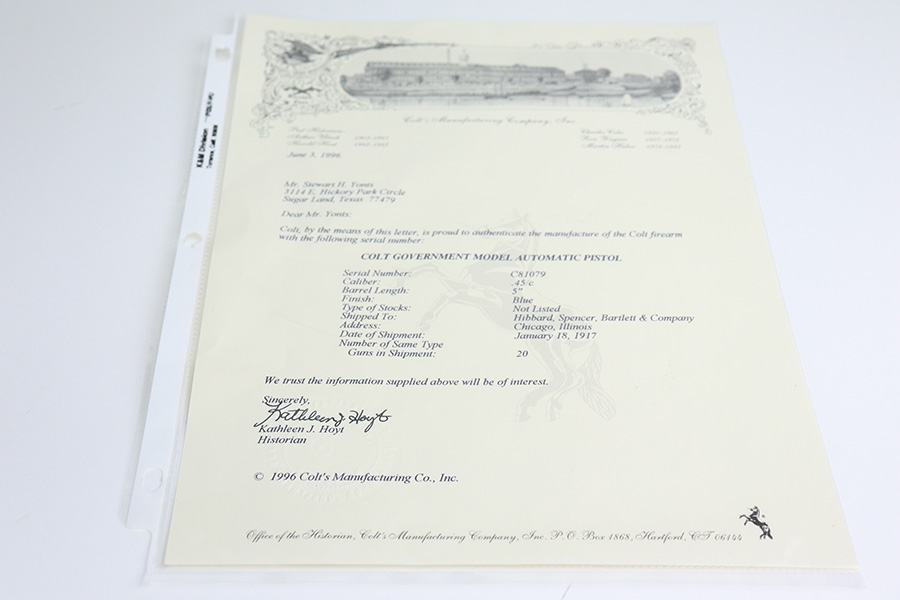 Colt's Manufacturing Company, Inc.
June 3, 1996
Mr. Stewart H. Yonts
3114 E. Hickory Park Circle
Sugar Land, Texas 77479
Dear Mr. Yonts:
Colt, by the means of this letter, is proud to authenticate the manufacture of the Colt firearm
with the following serial number:
COLT GOVERNMENT MODEL AUTOMATIC PISTOL
Serial Number: C81079
Caliber: .45/c
Barrel Length: 5"
Finish: Blue
Type of Stocks: Not Listed
Shipped To: Hibbard, Spencer, Bartlett & Company
Address: Chicago, Illinois
Date of Shipment: January 18, 1917
Number of Same Type
Guns in Shipment: 20
We trust the information supplied above will be of interest.
Sincerely,
Kathleen J. Hoyt
Kathleen J. Hoyt
Historian
© 1996 Colt's Manufacturing Co., Inc.
Office of the Historian, Colt's Manufacturing Company, Inc. P.O. Box 1868, Hartford, CT 06144
K&M Division